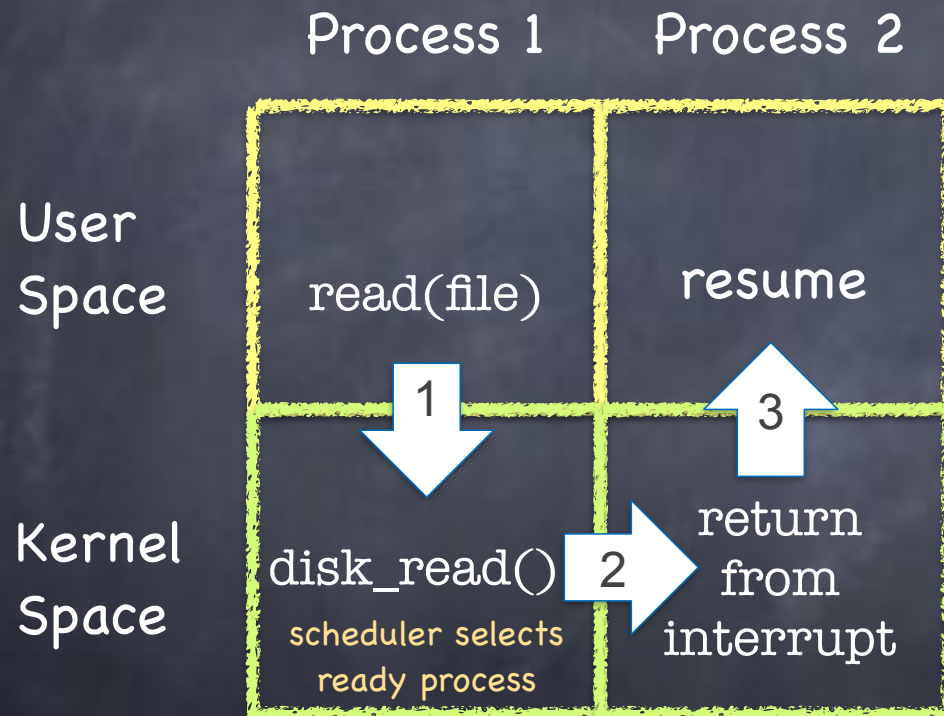 Process 1
Process 2
User
Space
read(file)
resume
1
3
Kernel
Space
disk_read()
scheduler selects
ready process
2
return
from
interrupt